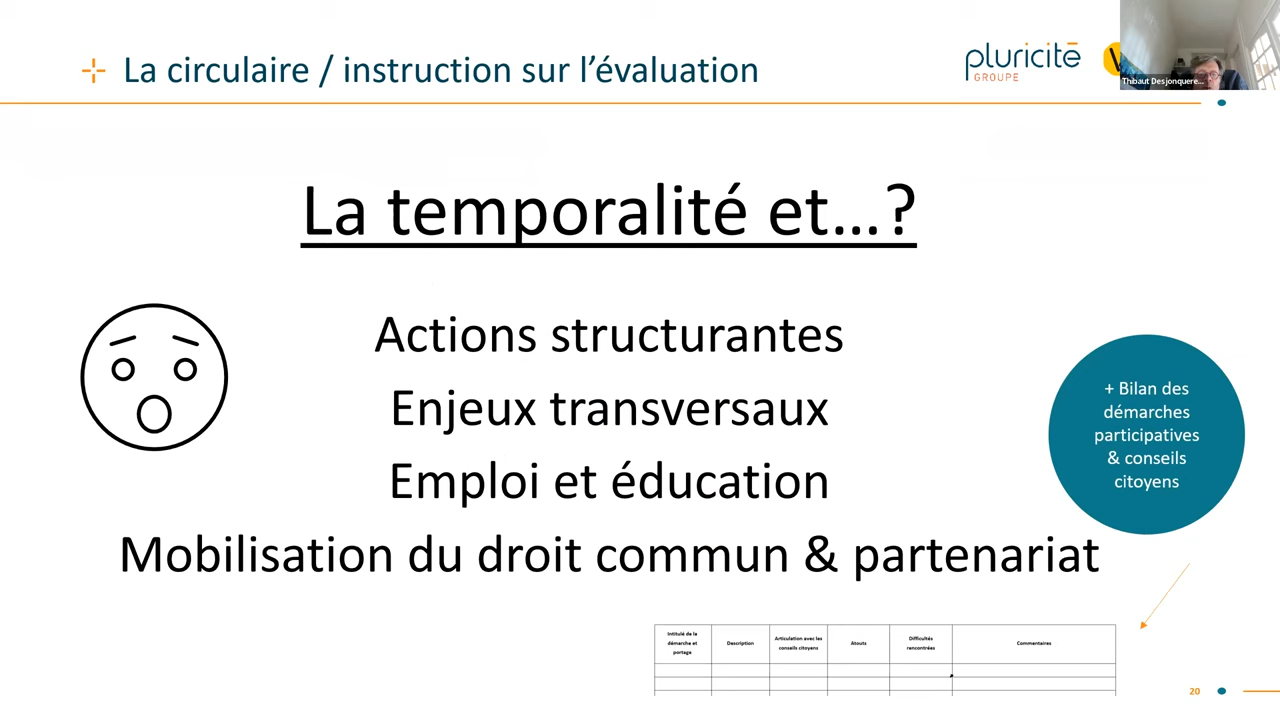 La circulaire / instruction sur l'évaluation
pluricité
GROUPE
Thibaut Desjonquere...
La temporalité et...?
Actions structurantes
Enjeux transversaux
Emploi et éducation
Mobilisation du droit commun & partenariat
+ Bilan des
démarches
participatives
& conseils
citoyens
Intitulé de la
démarche et
portage
Description
Articulation avec les
conseils citoyens
Atouts
Difficultés
rencontrées
Commentaires
20